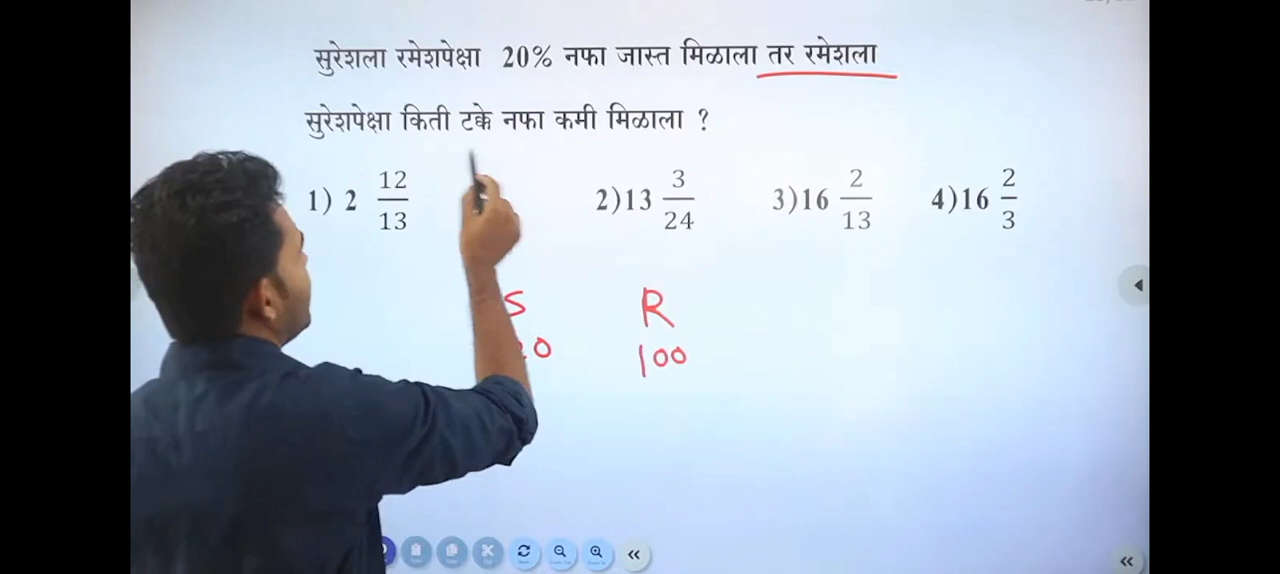 सुरेशला रमेशपेक्षा 20% नफा जास्त मिळाला तर रमेशला
सुरेशपेक्षा किती टक्के नफा कमी मिळाला ?
1) 2 12/13 2)13 3/24 3)16 2/13 4)16 2/3
S R
20 100